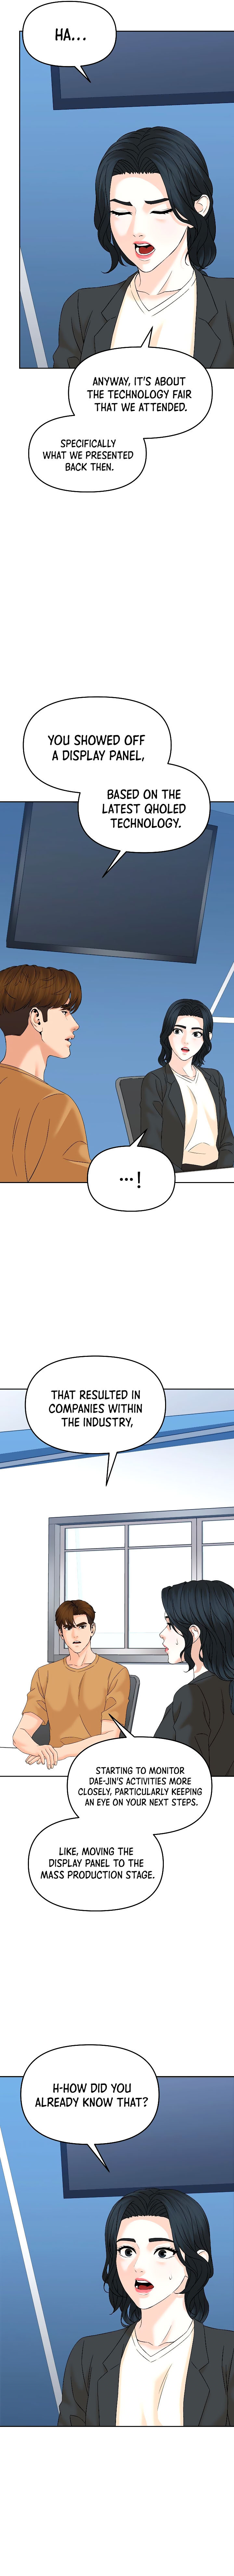 HA...
ANYWAY, IT'S ABOUT
THE TECHNOLOGY FAIR
THAT WE ATTENDED.
SPECIFICALLY
WHAT WE PRESENTED
BACK THEN.
YOU SHOWED OFF
A DISPLAY PANEL,
BASED ON THE
LATEST QHOLED
TECHNOLOGY.
...!
THAT RESULTED IN
COMPANIES WITHIN
THE INDUSTRY,
STARTING TO MONITOR
DAE-JIN'S ACTIVITIES MORE
CLOSELY, PARTICULARLY KEEPING
AN EYE ON YOUR NEXT STEPS.
LIKE, MOVING THE
DISPLAY PANEL TO THE
MASS PRODUCTION STAGE.
H-HOW DID YOU
ALREADY KNOW THAT?